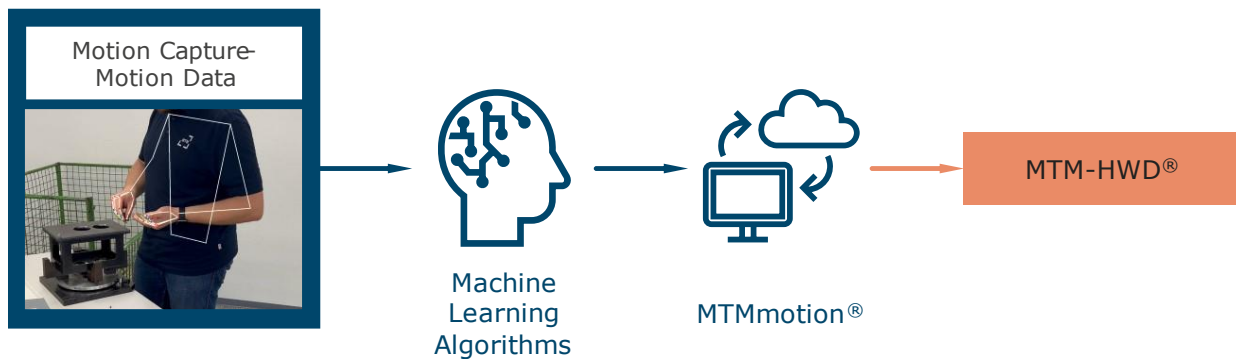 Motion Capture-
Motion Data
MTM-HWD®
Machine
Learning
Algorithms
MTMmotion®